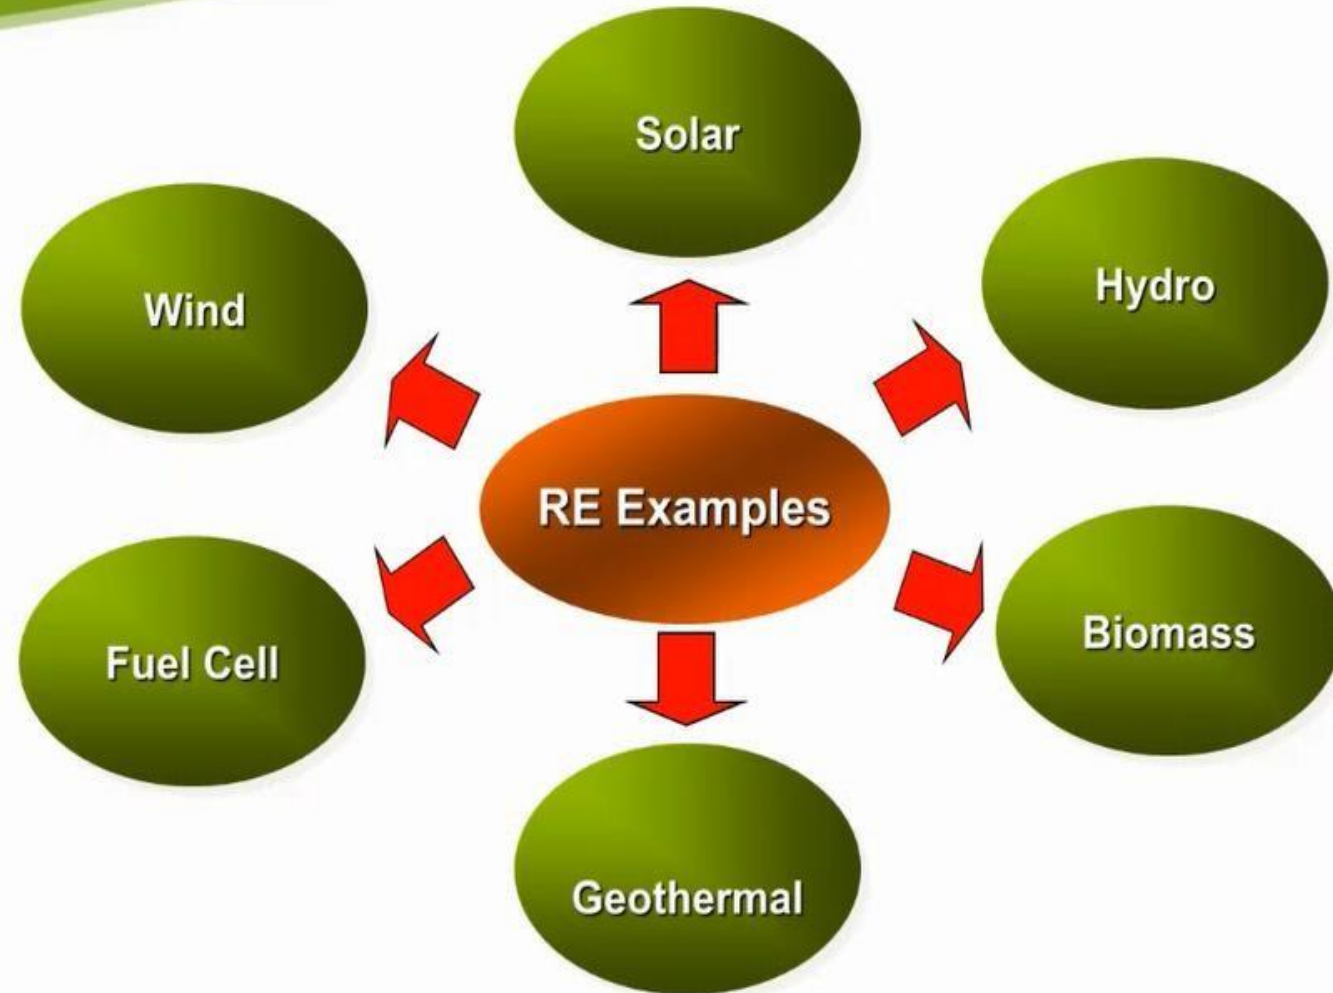 Solar
Wind
Hydro
RE Examples
Fuel Cell
Biomass
Geothermal